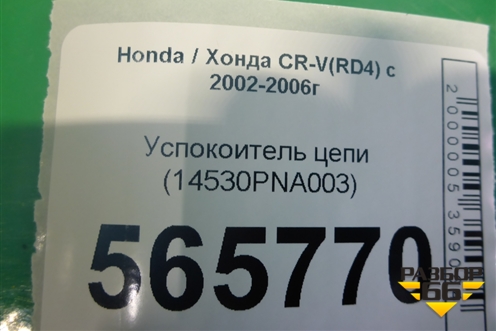 Honda / Хонда CR-V(RD4) с
2002-2006г
Успокоитель цепи
(14530PNA003)
565770
РАЗБОР
66